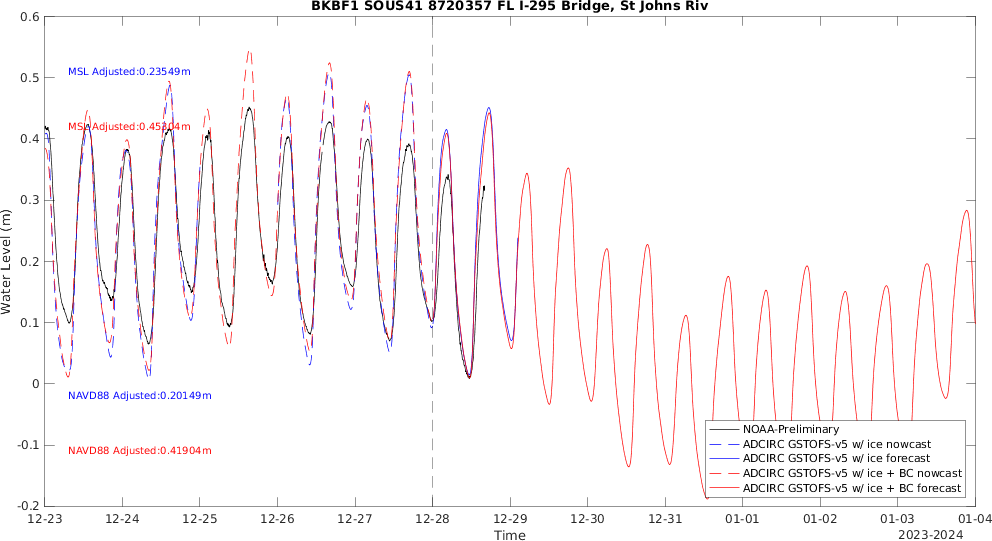 BKBF1 SOUS41 8720357 FL I-295 Bridge, St Johns Riv
0.6
0.5
0.4
0.3
0.2
0.1
0
-0.1
-0.2
Water Level (m)
MSL Adjusted:0.23549m
MSL Adjusted:0.45304m
NAVD88 Adjusted:0.20149m
NAVD88 Adjusted:0.41904m
NOAA-Preliminary
ADCIRC GSTOFS-v5 w/ ice nowcast
ADCIRC GSTOFS-v5 w/ ice forecast
ADCIRC GSTOFS-v5 w/ ice + BC nowcast
ADCIRC GSTOFS-v5 w/ ice + BC forecast
12-23 12-24 12-25 12-26 12-27 12-28 12-29 12-30 12-31 01-01 01-02 01-03 01-04
Time
2023-2024